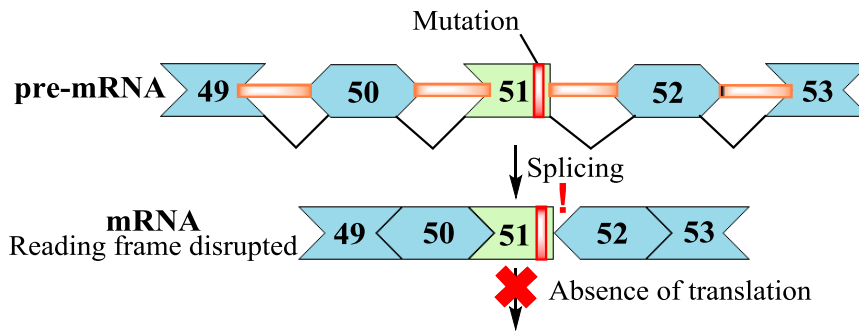 Mutation
pre-mRNA 49 50 51 52 53
Splicing
!
mRNA
Reading frame disrupted
49 50 51 52 53
Absence of translation